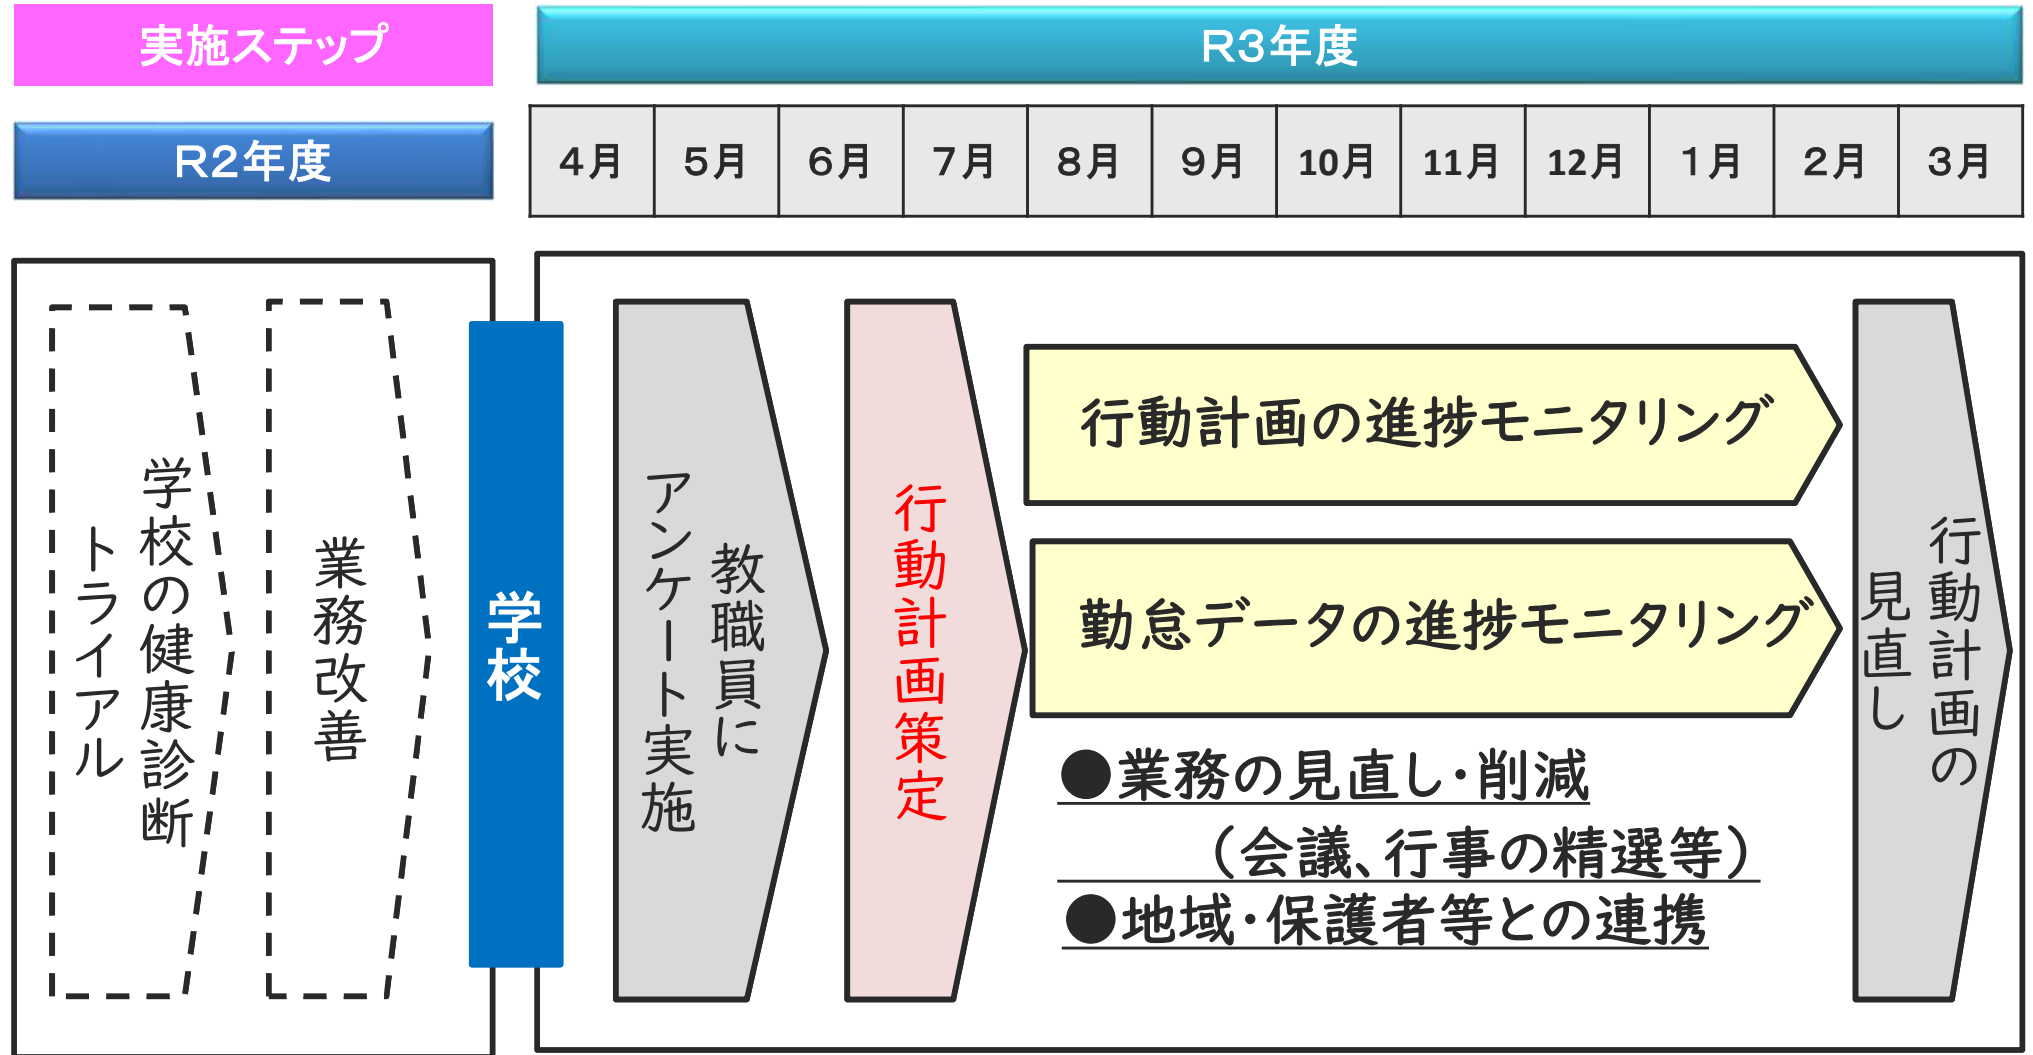 実施ステップ
R3年度
R2年度
4月 5月 6月 7月 8月 9月 10月 11月 12月 1月 2月 3月
学校の健康診断
トライアル
業務改善
学校
教職員に
アンケート実施
行動計画策定
行動計画の進捗モニタリング
勤怠データの進捗モニタリング
●業務の見直し・削減
（会議、行事の精選等）
●地域・保護者等との連携
行動計画の
見直し